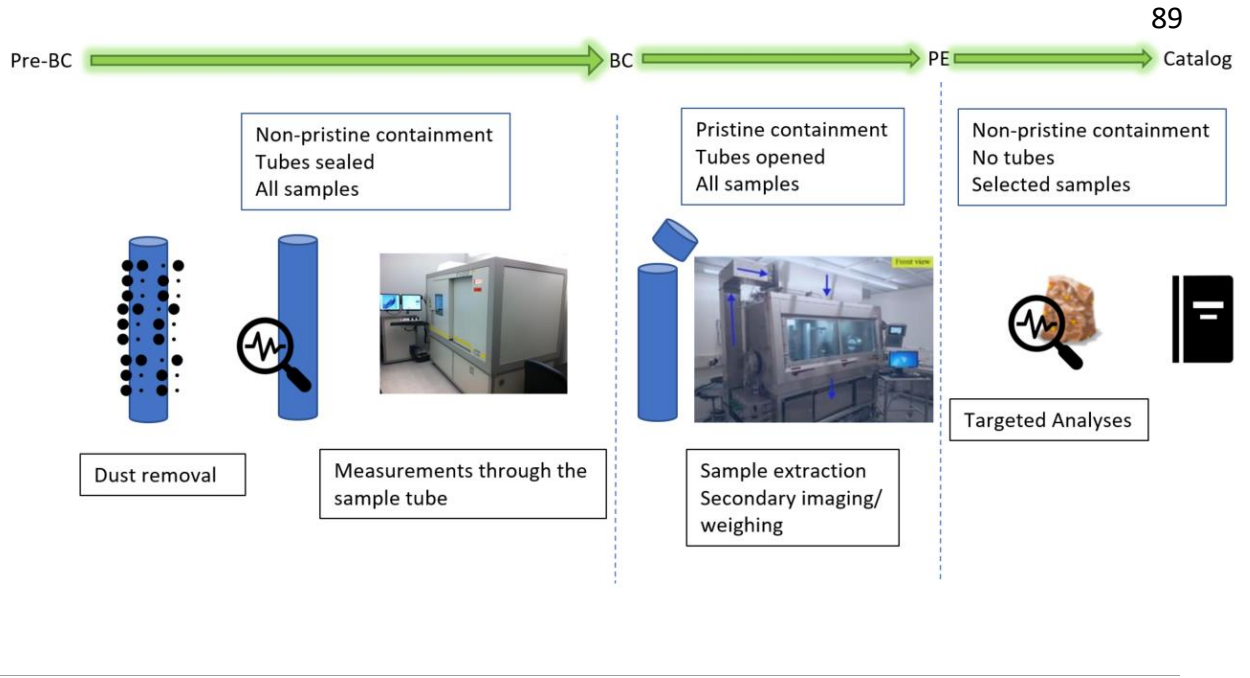 89
Pre-BC
BC
PE
Catalog
Non-pristine containment
Tubes sealed
All samples
Pristine containment
Tubes opened
All samples
Non-pristine containment
No tubes
Selected samples
Front view
Targeted Analyses
Dust removal
Measurements through the
sample tube
Sample extraction
Secondary imaging/
weighing